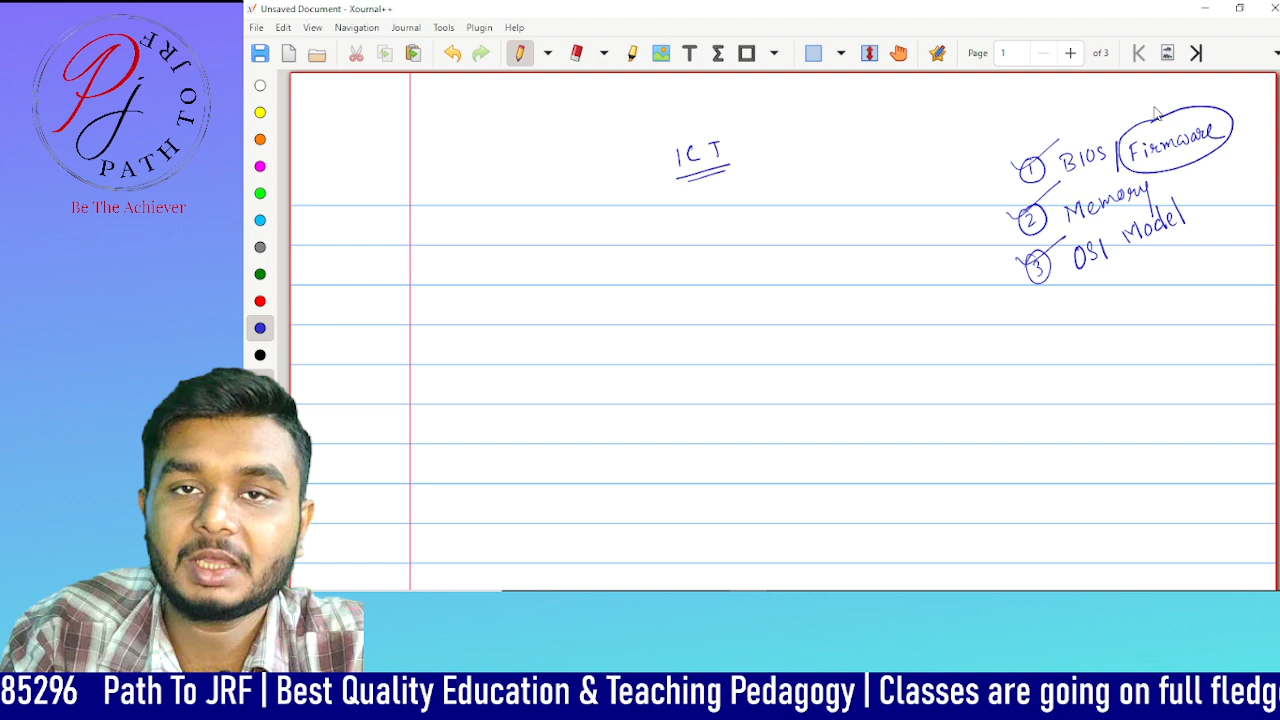 Unsaved Document - Xournal++
File Edit View Navigation Journal Tools Plugin Help
Page 1 of 3
PJ
PATH TO JRF
Be The Achiever
ICT
① BIOS | Firmware
② Memory
③ OSI Model
85296 Path To JRF | Best Quality Education & Teaching Pedagogy | Classes are going on full fledg